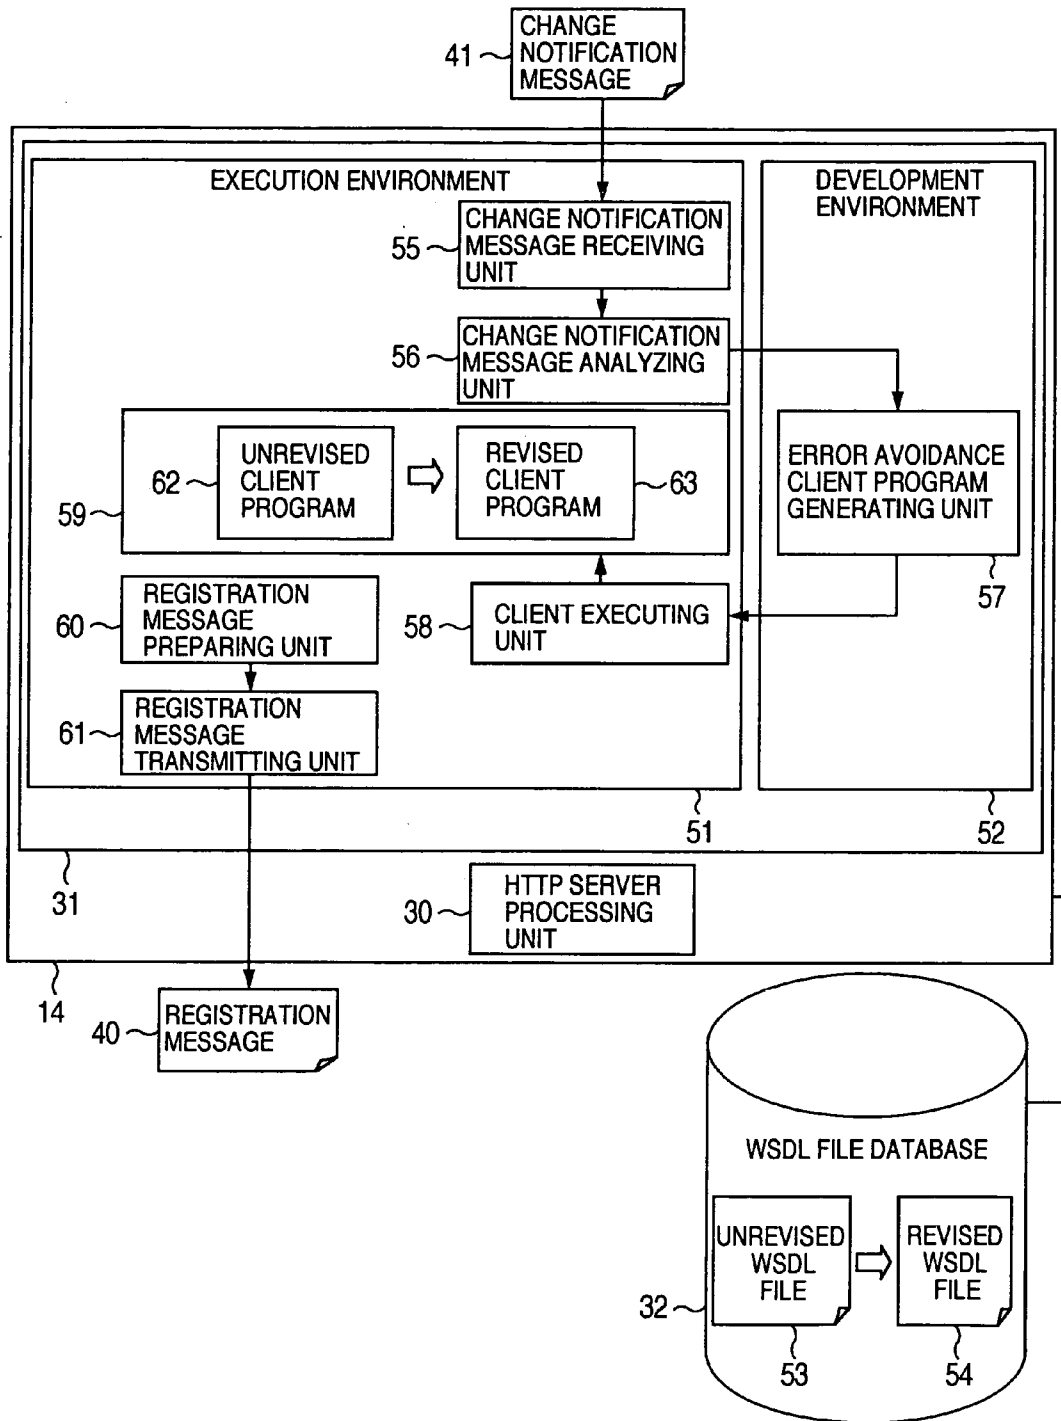 CHANGE
NOTIFICATION
MESSAGE
41
EXECUTION ENVIRONMENT
DEVELOPMENT
ENVIRONMENT
CHANGE NOTIFICATION
MESSAGE RECEIVING
UNIT
55
CHANGE NOTIFICATION
MESSAGE ANALYZING
UNIT
56
UNREVISED
CLIENT
PROGRAM
62
REVISED
CLIENT
PROGRAM
63
59
ERROR AVOIDANCE
CLIENT PROGRAM
GENERATING UNIT
57
REGISTRATION
MESSAGE
PREPARING UNIT
60
58
CLIENT EXECUTING
UNIT
REGISTRATION
MESSAGE
TRANSMITTING UNIT
61
51
52
31
HTTP SERVER
PROCESSING
UNIT
30
14
REGISTRATION
MESSAGE
40
WSDL FILE DATABASE
UNREVISED
WSDL
FILE
REVISED
WSDL
FILE
32
53
54